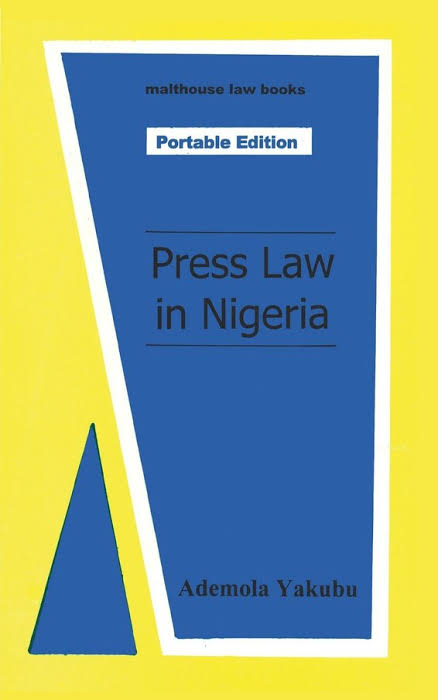 malthouse law books
Portable Edition
Press Law
in Nigeria
Ademola Yakubu